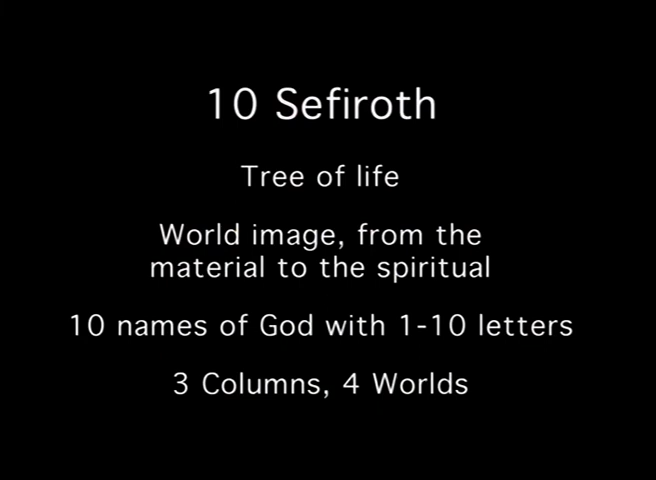 10 Sefiroth
Tree of life
World image, from the
material to the spiritual
10 names of God with 1-10 letters
3 Columns, 4 Worlds